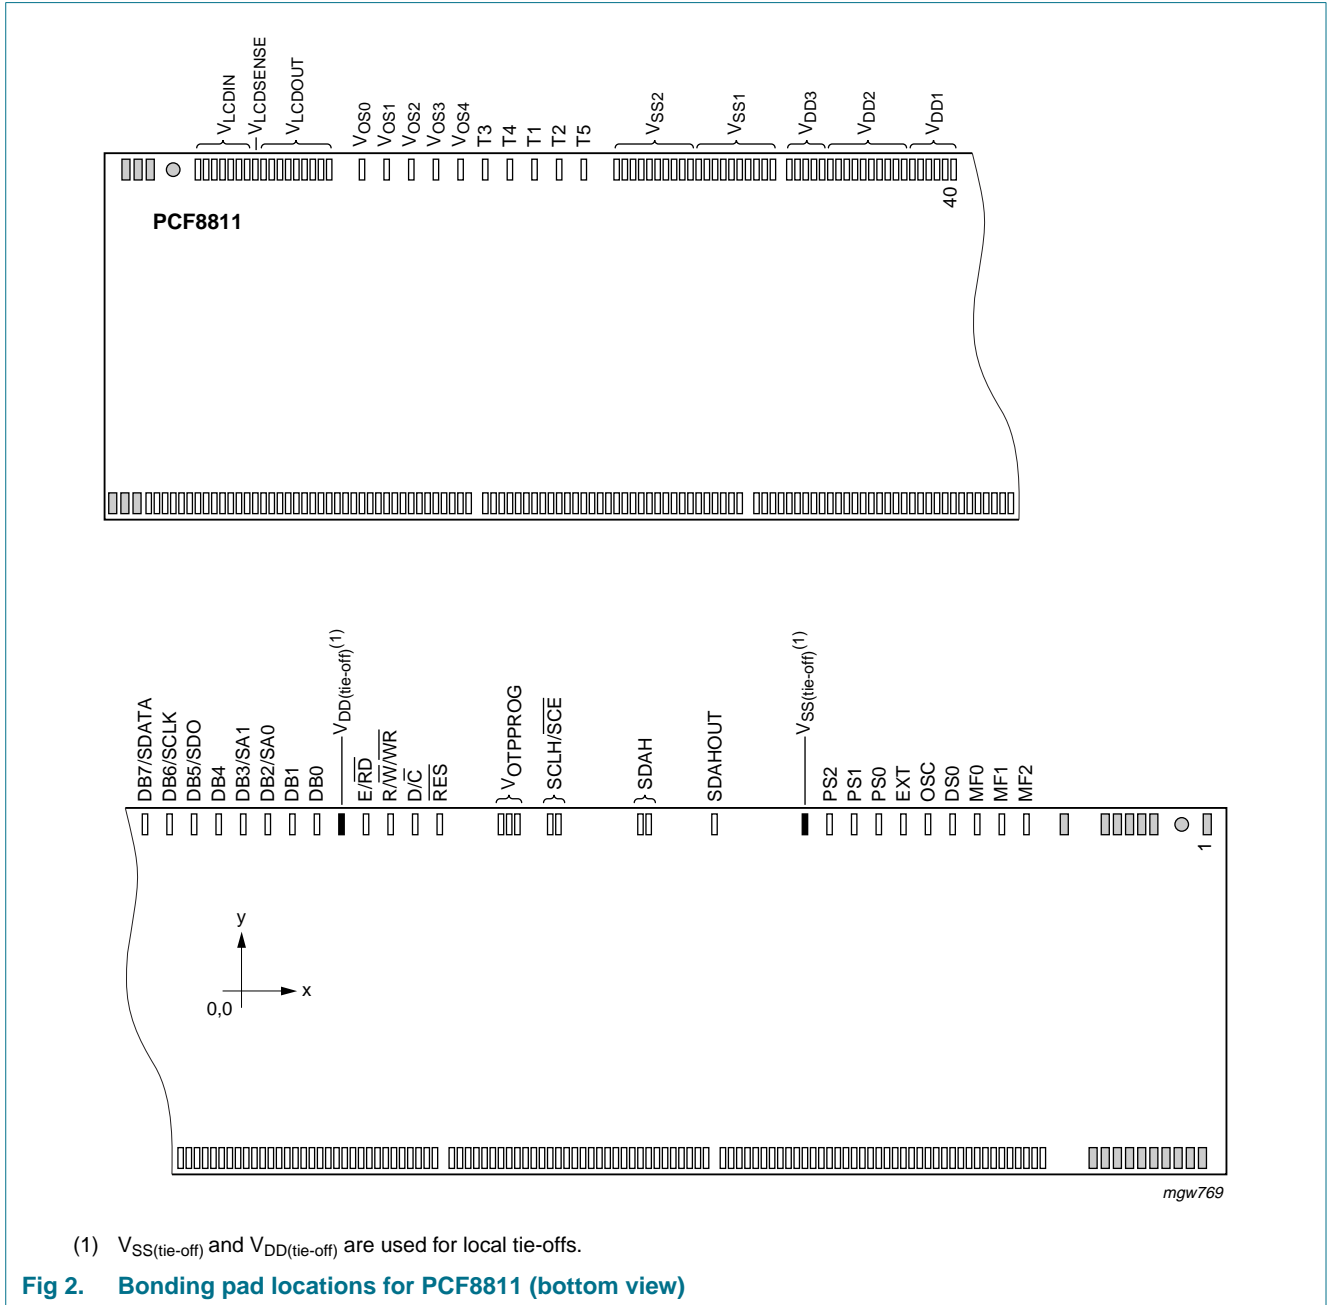 VLCDIN
VLCDSENSE
VLCDOUT
VOS0
VOS1
VOS2
VOS3
VOS4
T3
T4
T1
T2
T5
VSS2
VSS1
VDD3
VDD2
VDD1
40
PCF8811
DB7/SDATA
DB6/SCLK
DB5/SDO
DB4
DB3/SA1
DB2/SA0
DB1
DB0
VDD(tie-off)(1)
E/RD
R/W/WR
D/C
RES
VOTPPROG
SCLH/SCE
SDAH
SDAHOUT
VSS(tie-off)(1)
PS2
PS1
PS0
EXT
OSC
DS0
MF0
MF1
MF2
1
y
x
0,0
mgw769
(1) VSS(tie-off) and VDD(tie-off) are used for local tie-offs.
Fig 2. Bonding pad locations for PCF8811 (bottom view)